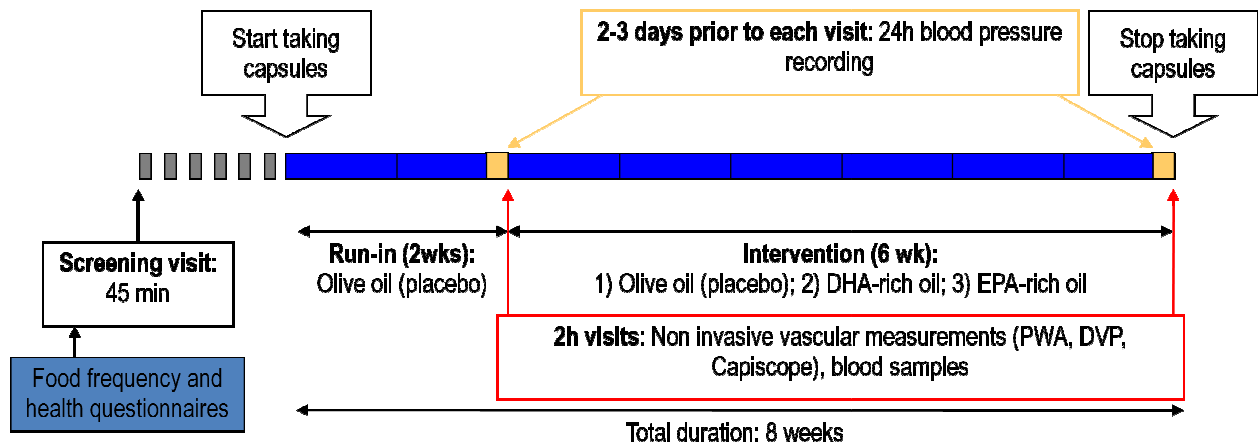 Start taking
capsules
2-3 days prior to each visit: 24h blood pressure
recording
Stop taking
capsules
Screening visit:
45 min
Run-in (2wks):
Olive oil (placebo)
Intervention (6 wk):
1) Olive oil (placebo); 2) DHA-rich oil; 3) EPA-rich oil
2h visits: Non invasive vascular measurements (PWA, DVP,
Capiscope), blood samples
Food frequency and
health questionnaires
Total duration: 8 weeks